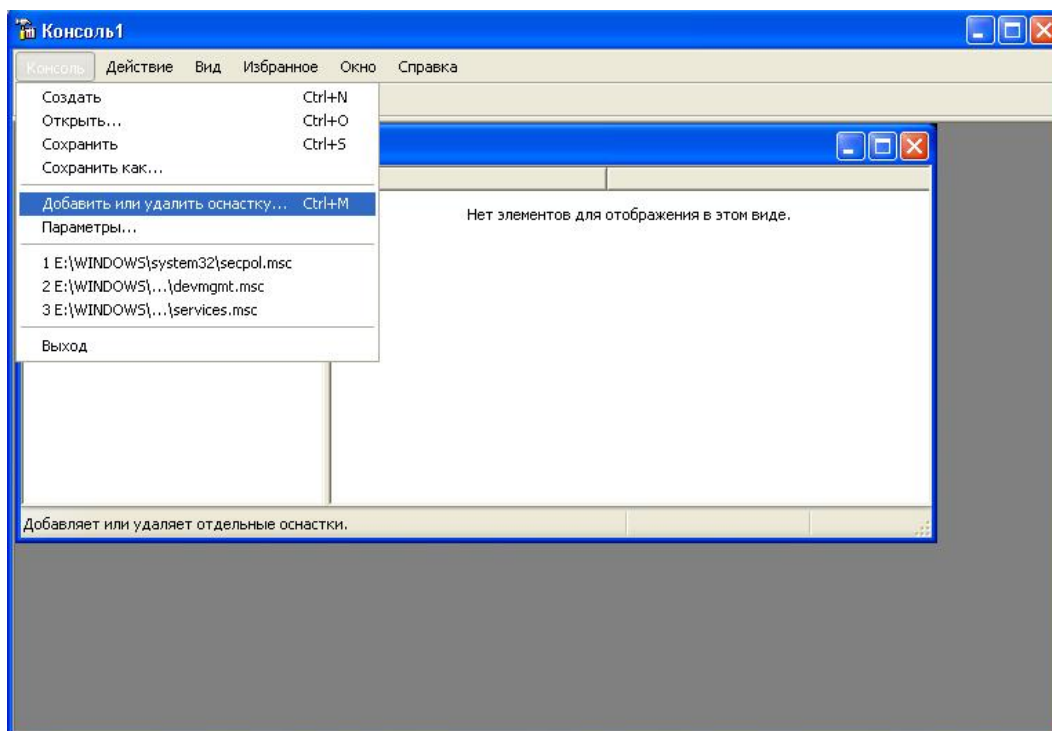 Консоль1
Консоль Действие Вид Избранное Окно Справка
Создать Ctrl+N
Открыть... Ctrl+O
Сохранить Ctrl+S
Сохранить как...
Добавить или удалить оснастку... Ctrl+M
Параметры...
1 E:\WINDOWS\system32\secpol.msc
2 E:\WINDOWS\...\devmgmt.msc
3 E:\WINDOWS\...\services.msc
Выход
Нет элементов для отображения в этом виде.
Добавляет или удаляет отдельные оснастки.